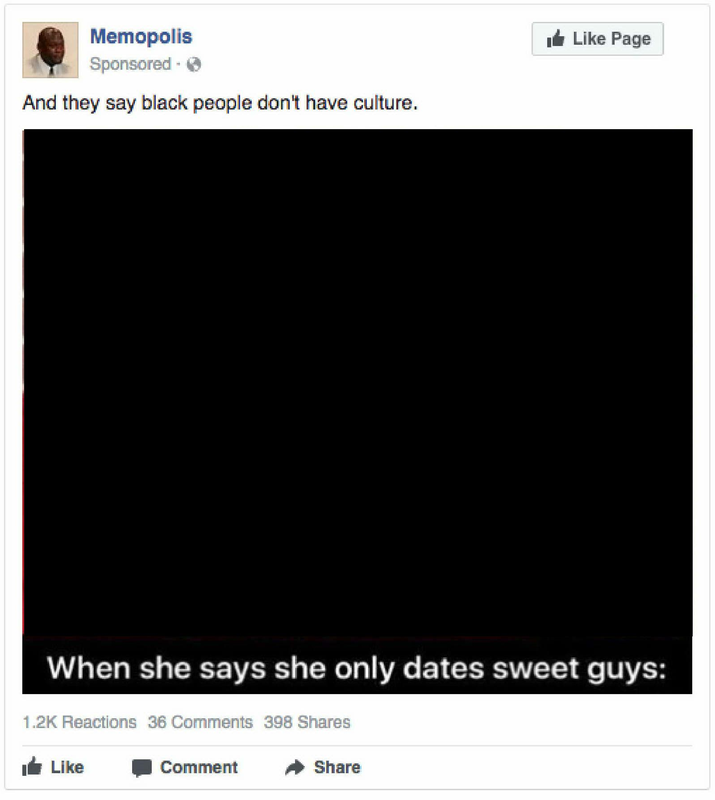 Memopolis
Like Page
Sponsored ·
And they say black people don't have culture.
When she says she only dates sweet guys:
1.2K Reactions 36 Comments 398 Shares
Like Comment Share